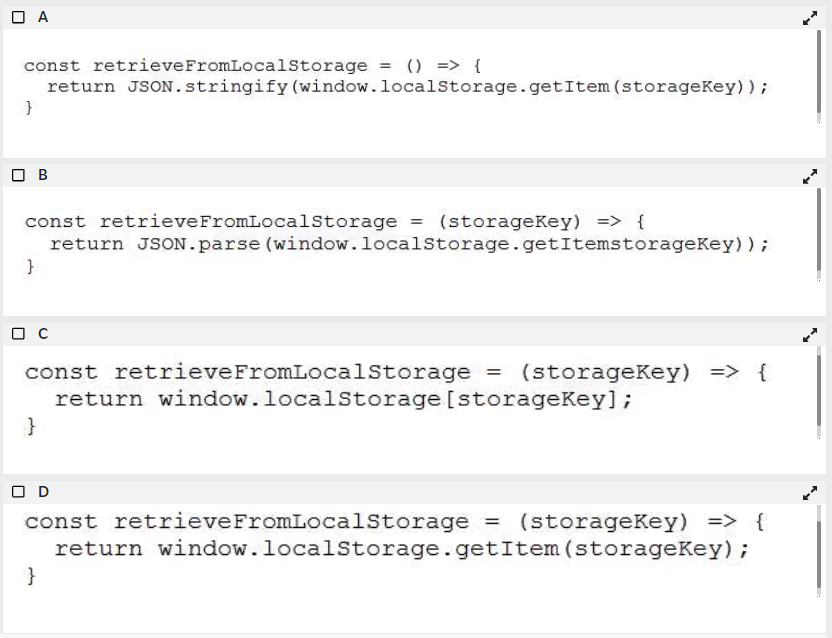 A
const retrieveFromLocalStorage = () => {
  return JSON.stringify(window.localStorage.getItem(storageKey));
}
B
const retrieveFromLocalStorage = (storageKey) => {
  return JSON.parse(window.localStorage.getItemstorageKey));
}
C
const retrieveFromLocalStorage = (storageKey) => {
  return window.localStorage[storageKey];
}
D
const retrieveFromLocalStorage = (storageKey) => {
  return window.localStorage.getItem(storageKey);
}